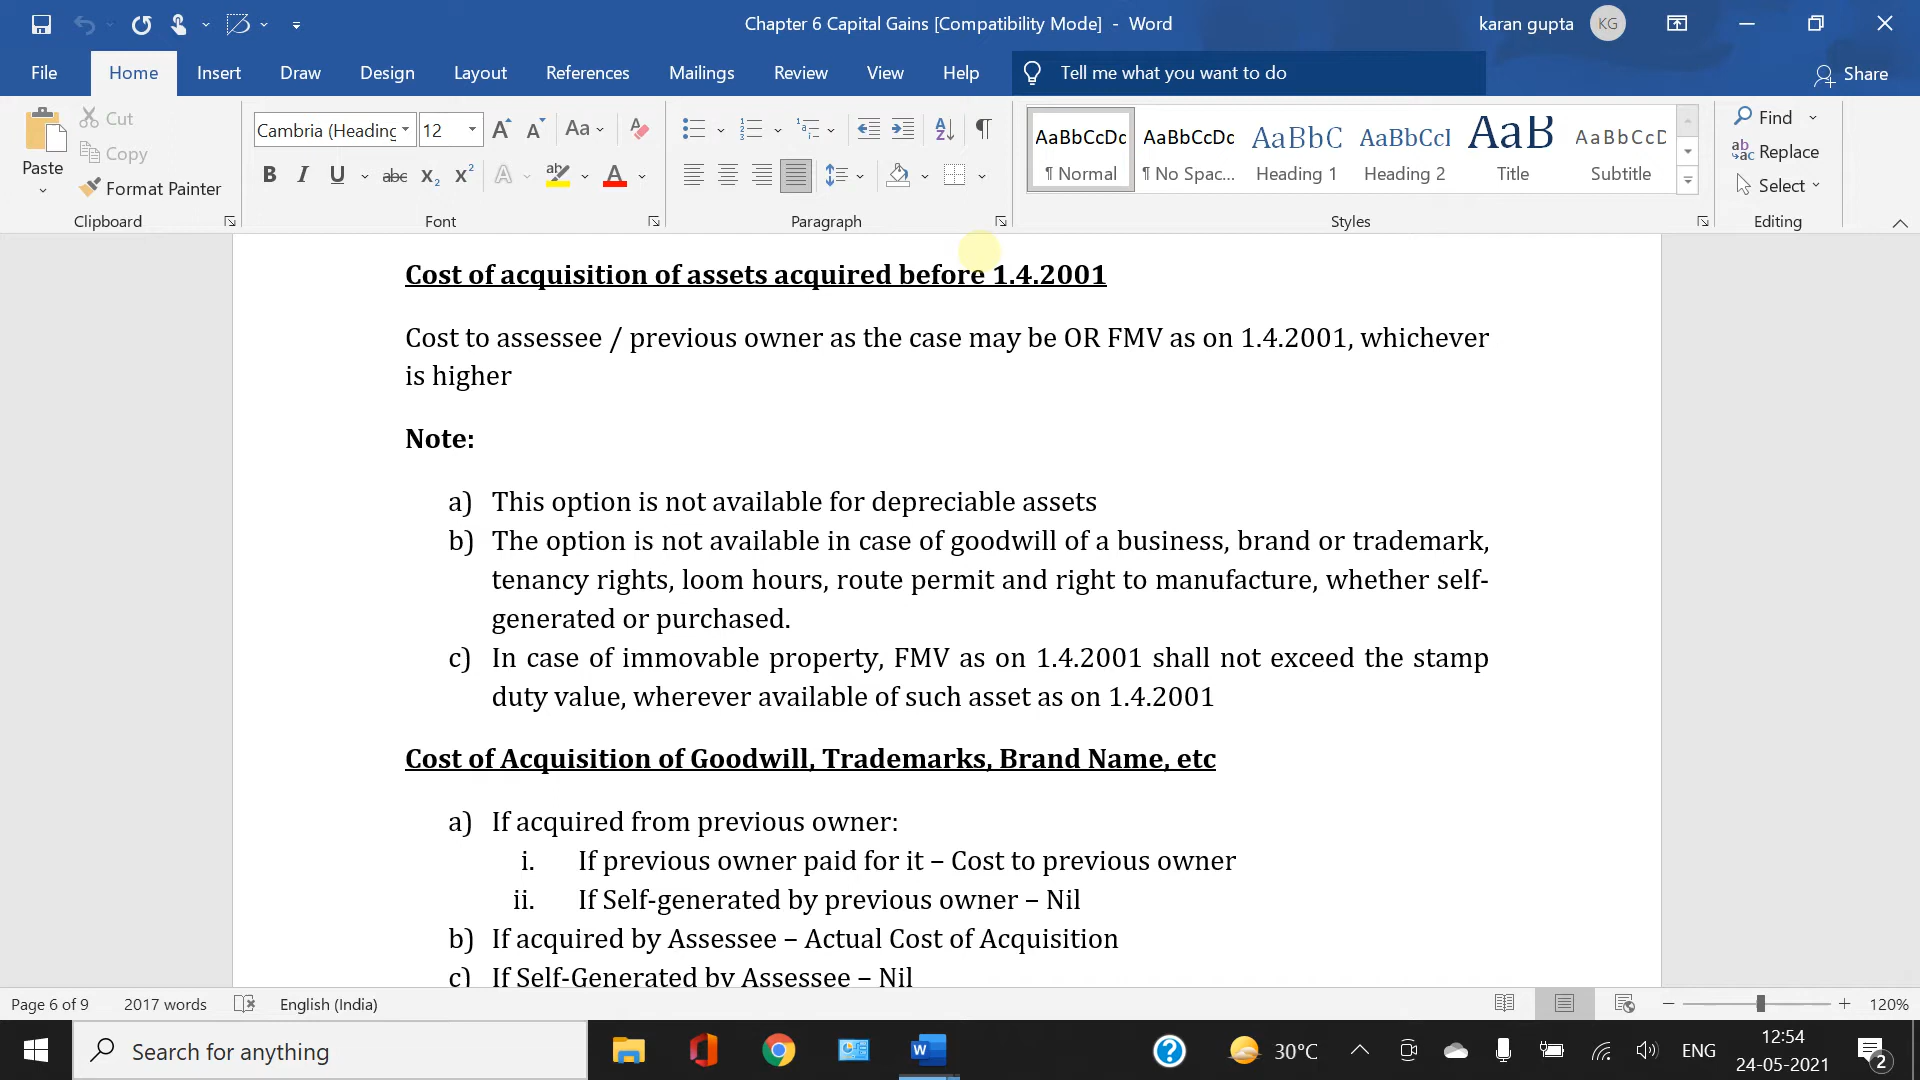 Chapter 6 Capital Gains [Compatibility Mode] - Word
karan gupta
KG
File Home Insert Draw Design Layout References Mailings Review View Help Tell me what you want to do Share
Paste
Cut
Copy
Format Painter
Clipboard
Cambria (Heading 12
Font
Paragraph
AaBbCcDc AaBbCcDc AaBbC AaBbCcI AaB AaBbCcD
¶ Normal ¶ No Spac... Heading 1 Heading 2 Title Subtitle
Styles
Find
Replace
Select
Editing
Cost of acquisition of assets acquired before 1.4.2001
Cost to assessee / previous owner as the case may be OR FMV as on 1.4.2001, whichever
is higher
Note:
a) This option is not available for depreciable assets
b) The option is not available in case of goodwill of a business, brand or trademark,
tenancy rights, loom hours, route permit and right to manufacture, whether self-
generated or purchased.
c) In case of immovable property, FMV as on 1.4.2001 shall not exceed the stamp
duty value, wherever available of such asset as on 1.4.2001
Cost of Acquisition of Goodwill, Trademarks, Brand Name, etc
a) If acquired from previous owner:
i. If previous owner paid for it – Cost to previous owner
ii. If Self-generated by previous owner – Nil
b) If acquired by Assessee – Actual Cost of Acquisition
c) If Self-Generated by Assessee – Nil
Page 6 of 9 2017 words English (India) 120%
Search for anything
30°C
ENG
12:54
24-05-2021
2